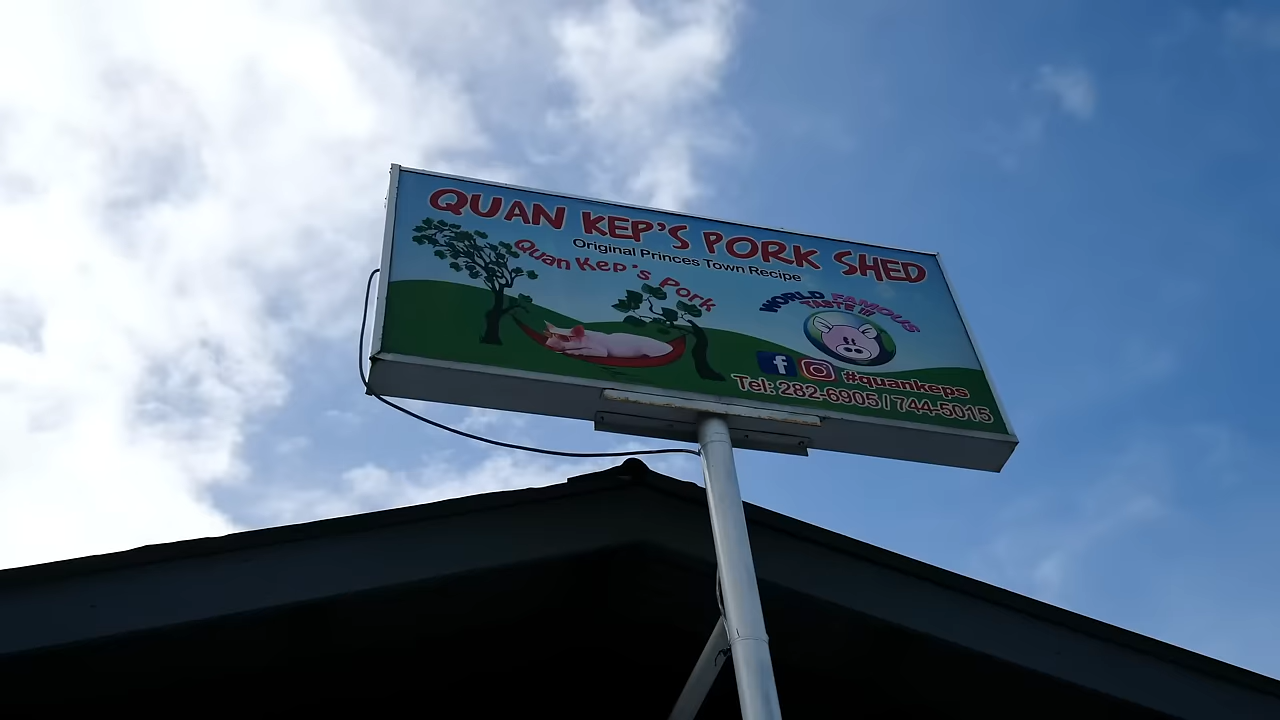 QUAN KEP'S PORK SHED
Original Princes Town Recipe
Quan Kep's Pork
WORLD FAMOUS
TASTE !!!
f
#quankeps
Tel: 282-6905 / 744-5015